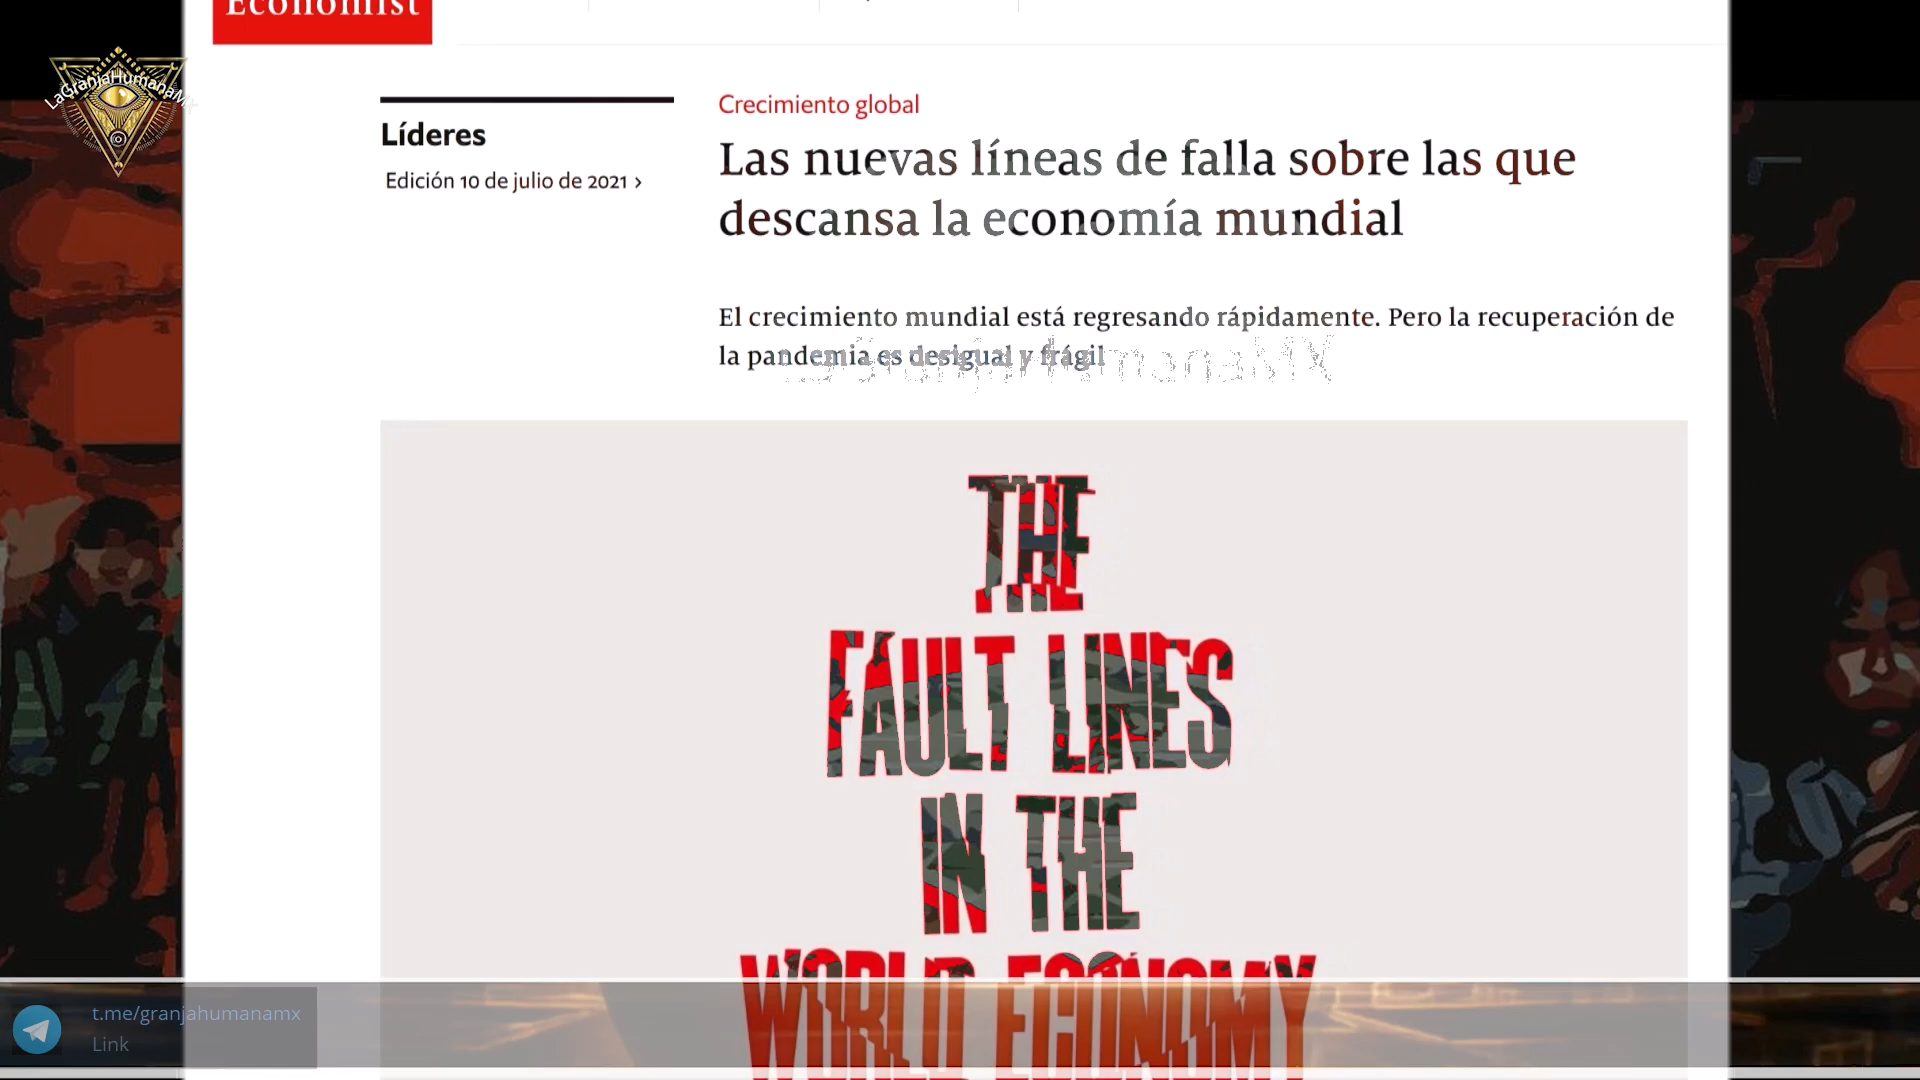 Economist
LaGranjaHumanaMX
Líderes
Edición 10 de julio de 2021 ›
Crecimiento global
Las nuevas líneas de falla sobre las que
descansa la economía mundial
El crecimiento mundial está regresando rápidamente. Pero la recuperación de
la pandemia es desigual y frágil
LaGranjaHumanaMX
THE
FAULT LINES
IN THE
WORLD ECONOMY
t.me/granjahumanamx
Link